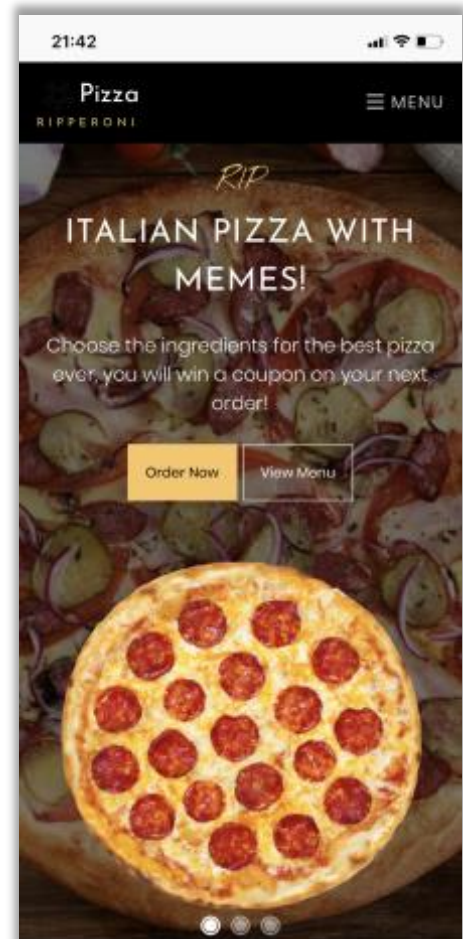 21:42
Pizza
RIPPERONI
MENU
RIP
ITALIAN PIZZA WITH
MEMES!
Choose the ingredients for the best pizza
ever, you will win a coupon on your next
order!
Order Now View Menu